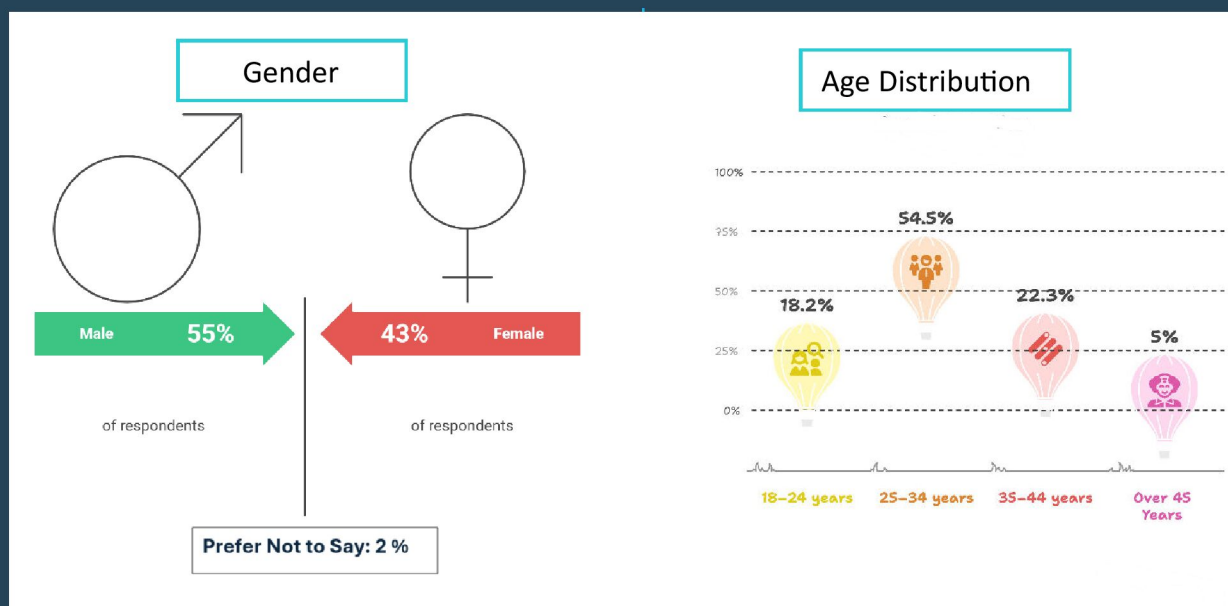 Gender
Male
55%
43%
Female
of respondents
of respondents
Prefer Not to Say: 2 %
Age Distribution
100%
75%
50%
25%
0%
18.2%
54.5%
22.3%
5%
18–24 years
25–34 years
35–44 years
Over 45
Years